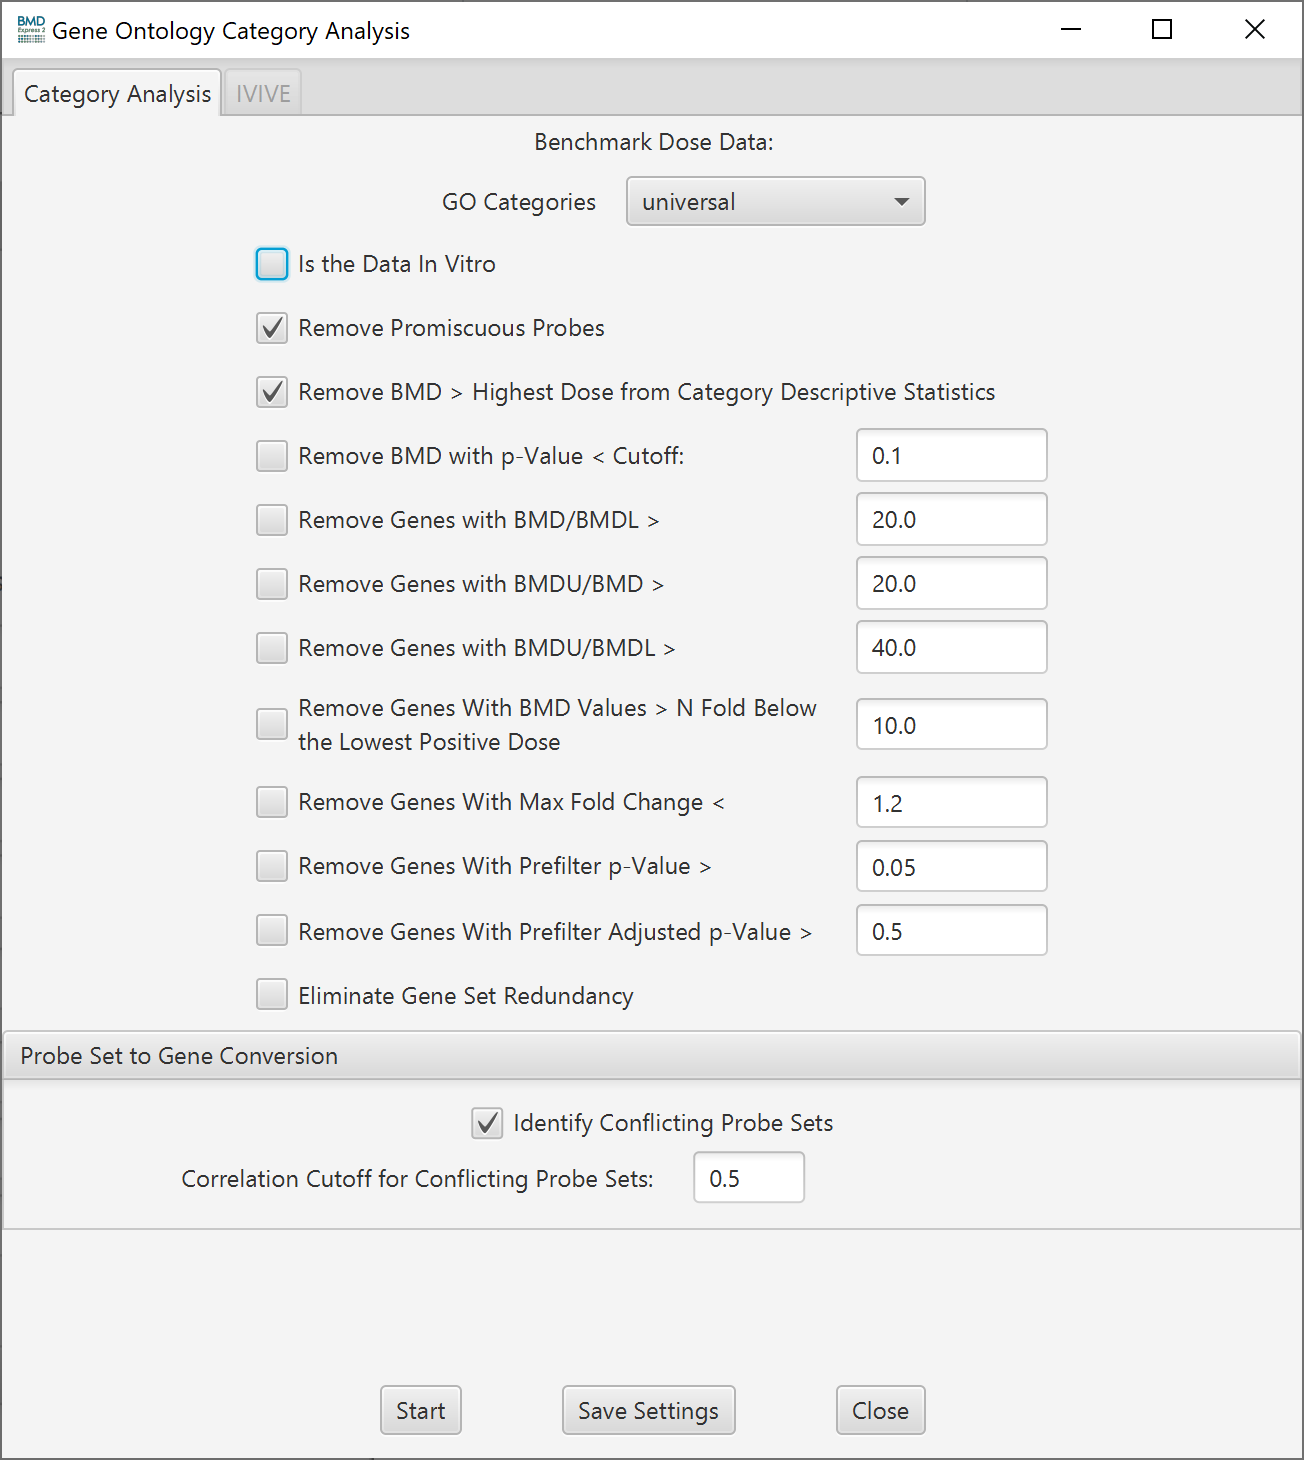 BMD
Express 2
Gene Ontology Category Analysis
Category Analysis
IVIVE
Benchmark Dose Data:
GO Categories
universal
Is the Data In Vitro
Remove Promiscuous Probes
Remove BMD > Highest Dose from Category Descriptive Statistics
Remove BMD with p-Value < Cutoff:
0.1
Remove Genes with BMD/BMDL >
20.0
Remove Genes with BMDU/BMD >
20.0
Remove Genes with BMDU/BMDL >
40.0
Remove Genes With BMD Values > N Fold Below
the Lowest Positive Dose
10.0
Remove Genes With Max Fold Change <
1.2
Remove Genes With Prefilter p-Value >
0.05
Remove Genes With Prefilter Adjusted p-Value >
0.5
Eliminate Gene Set Redundancy
Probe Set to Gene Conversion
Identify Conflicting Probe Sets
Correlation Cutoff for Conflicting Probe Sets:
0.5
Start
Save Settings
Close